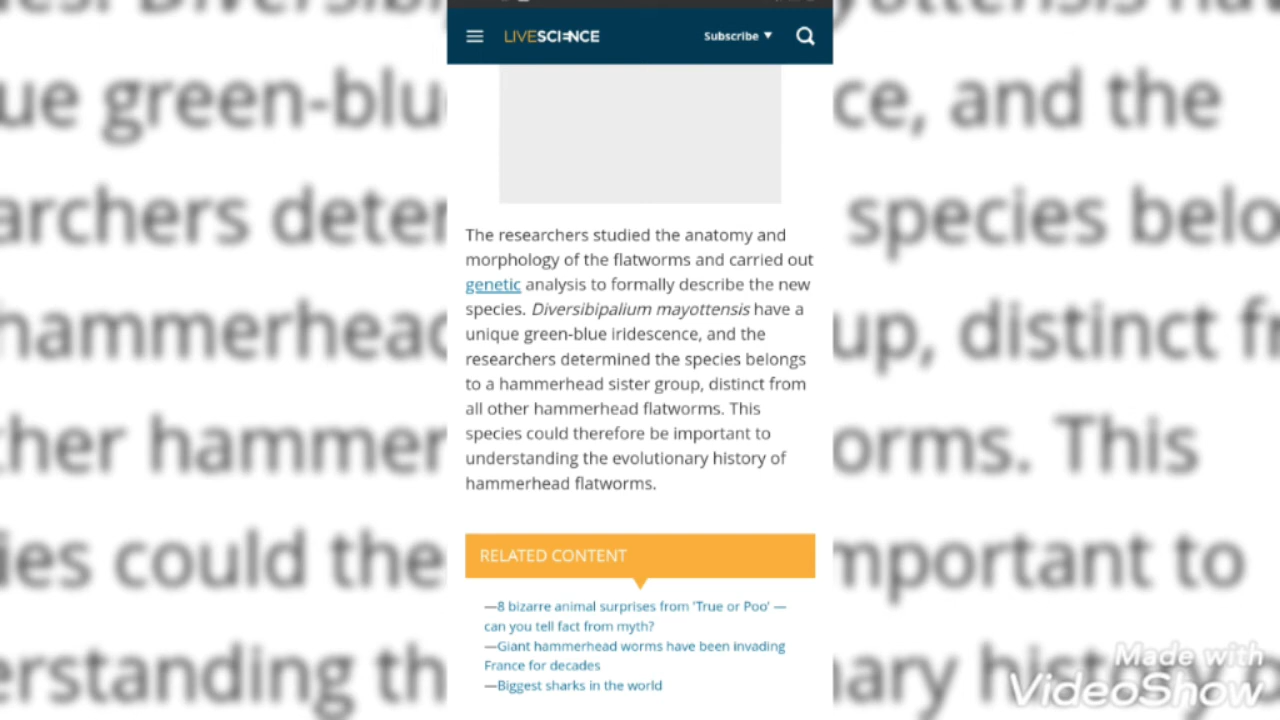 LIVESCIENCE
Subscribe
The researchers studied the anatomy and
morphology of the flatworms and carried out
genetic analysis to formally describe the new
species. Diversibipalium mayottensis have a
unique green-blue iridescence, and the
researchers determined the species belongs
to a hammerhead sister group, distinct from
all other hammerhead flatworms. This
species could therefore be important to
understanding the evolutionary history of
hammerhead flatworms.
RELATED CONTENT
—8 bizarre animal surprises from 'True or Poo' —
can you tell fact from myth?
—Giant hammerhead worms have been invading
France for decades
—Biggest sharks in the world
Made with
VideoShow